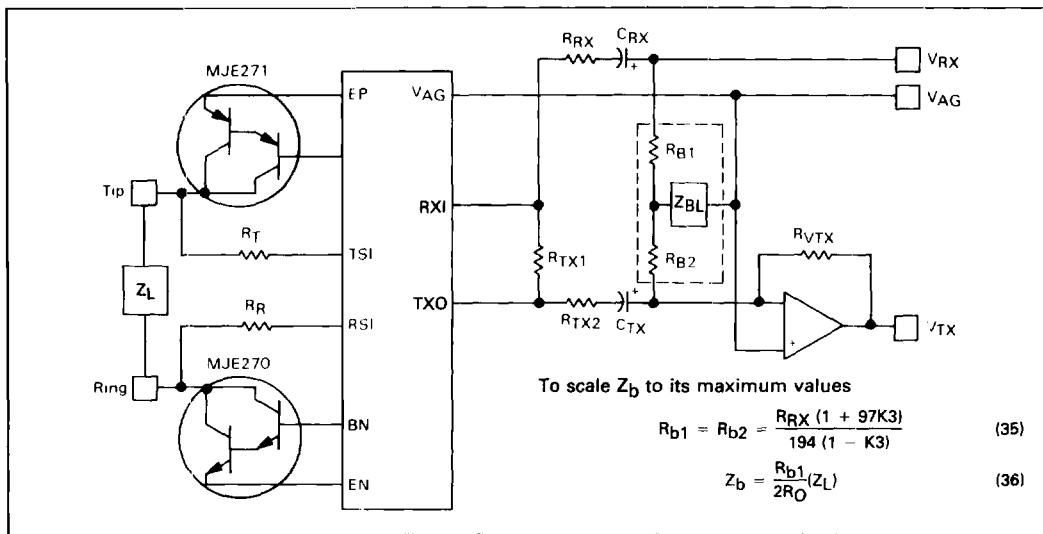 MJE271
EP
Tip
RT
TSI
ZL
RR
RSI
Ring
MJE270
BN
EN
VAG
RXI
TXO
RRX
CRX
+
VRX
VAG
RB1
ZBL
RB2
RTX1
RTX2
+
CTX
RVTX
+
VTX
To scale Zb to its maximum values
Rb1 = Rb2 = RRX (1 + 97K3) / 194 (1 − K3) (35)
Zb = Rb1 / 2RO (ZL) (36)